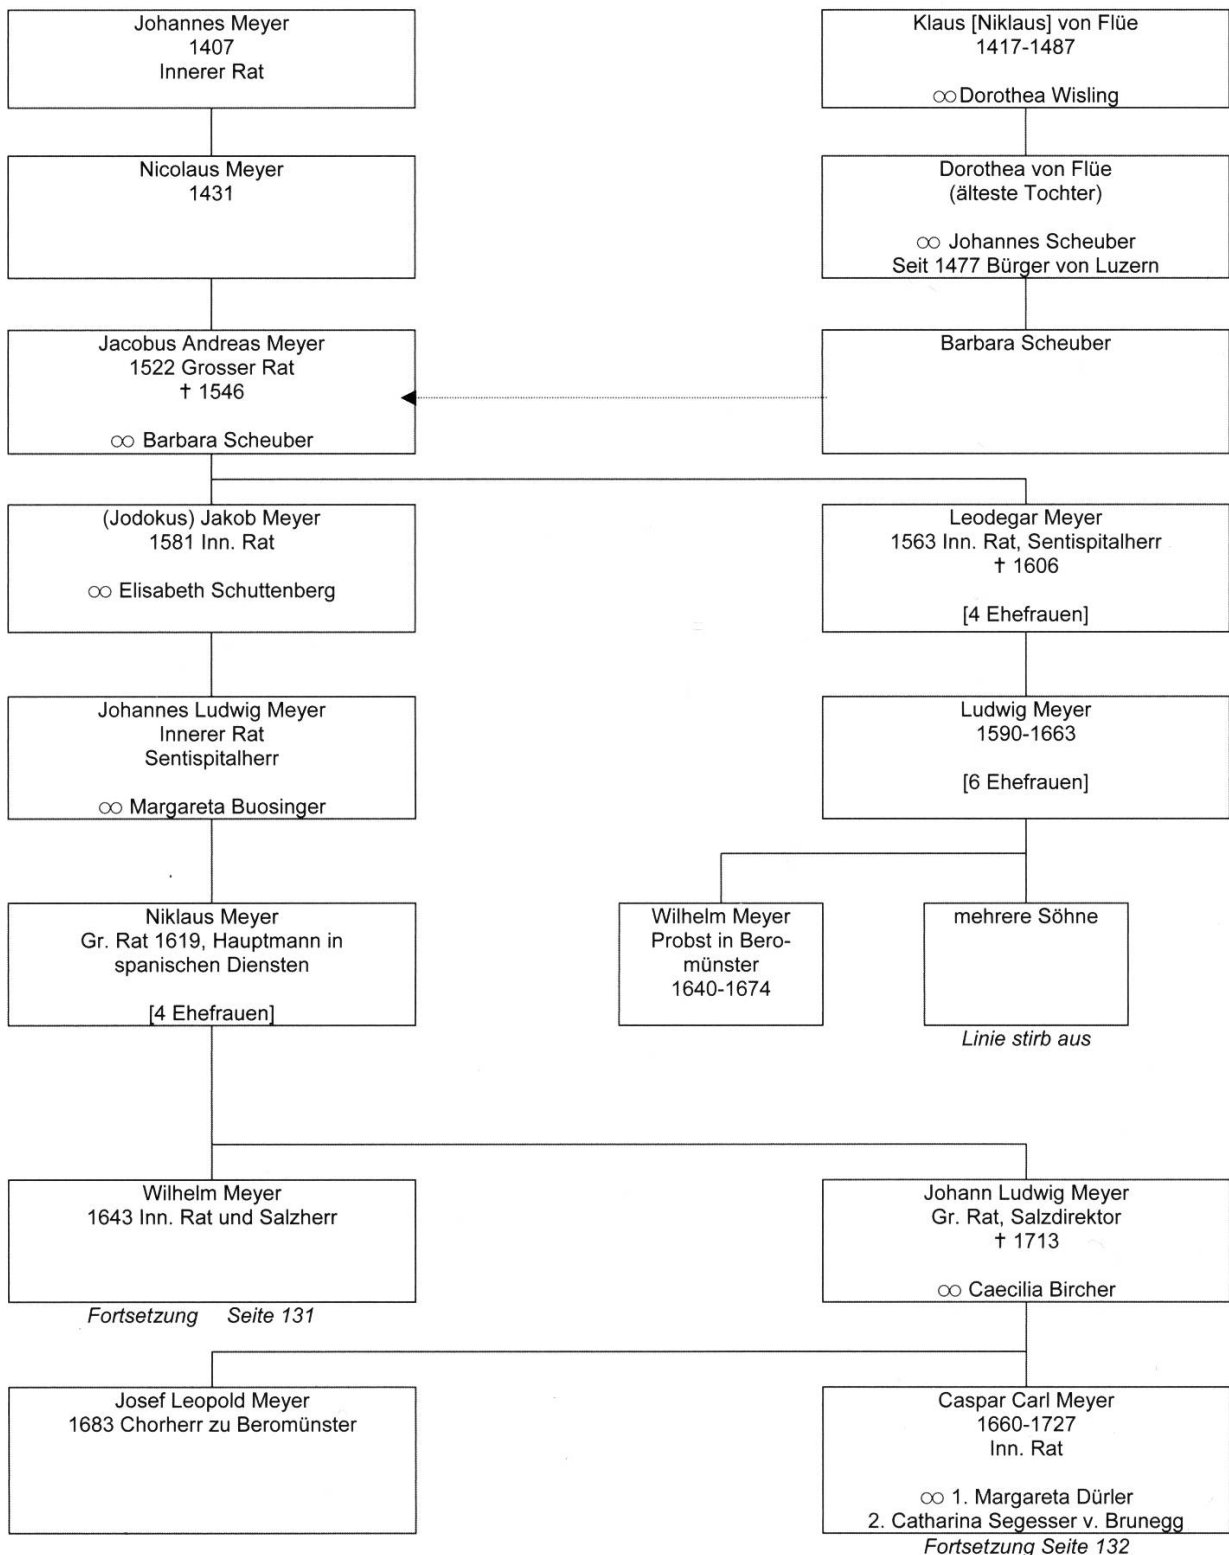 Johannes Meyer
1407
Innerer Rat
Klaus [Niklaus] von Flüe
1417-1487
∞ Dorothea Wisling
Nicolaus Meyer
1431
Dorothea von Flüe
(älteste Tochter)
∞ Johannes Scheuber
Seit 1477 Bürger von Luzern
Jacobus Andreas Meyer
1522 Grosser Rat
† 1546
∞ Barbara Scheuber
Barbara Scheuber
(Jodokus) Jakob Meyer
1581 Inn. Rat
∞ Elisabeth Schuttenberg
Leodegar Meyer
1563 Inn. Rat, Sentispitalherr
† 1606
[4 Ehefrauen]
Johannes Ludwig Meyer
Innerer Rat
Sentispitalherr
∞ Margareta Buosinger
Ludwig Meyer
1590-1663
[6 Ehefrauen]
Niklaus Meyer
Gr. Rat 1619, Hauptmann in
spanischen Diensten
[4 Ehefrauen]
Wilhelm Meyer
Probst in Bero-
münster
1640-1674
mehrere Söhne
Linie stirb aus
Wilhelm Meyer
1643 Inn. Rat und Salzherr
Fortsetzung Seite 131
Johann Ludwig Meyer
Gr. Rat, Salzdirektor
† 1713
∞ Caecilia Bircher
Josef Leopold Meyer
1683 Chorherr zu Beromünster
Caspar Carl Meyer
1660-1727
Inn. Rat
∞ 1. Margareta Dürler
2. Catharina Segesser v. Brunegg
Fortsetzung Seite 132